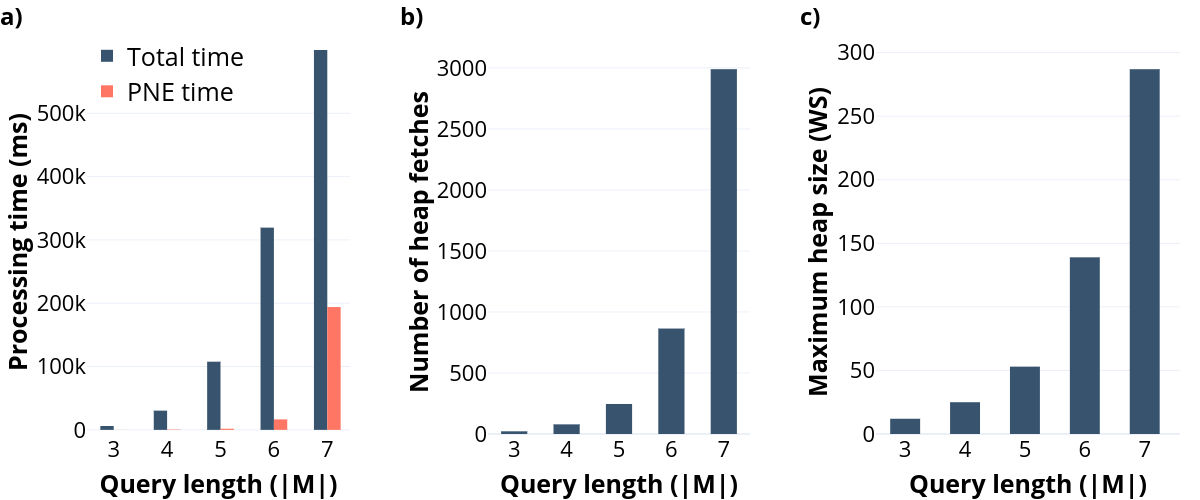 a)
Total time
PNE time
Processing time (ms)
500k
400k
300k
200k
100k
0
3 4 5 6 7
Query length (|M|)
b)
Number of heap fetches
3000
2500
2000
1500
1000
500
0
3 4 5 6 7
Query length (|M|)
c)
Maximum heap size (WS)
300
250
200
150
100
50
0
3 4 5 6 7
Query length (|M|)